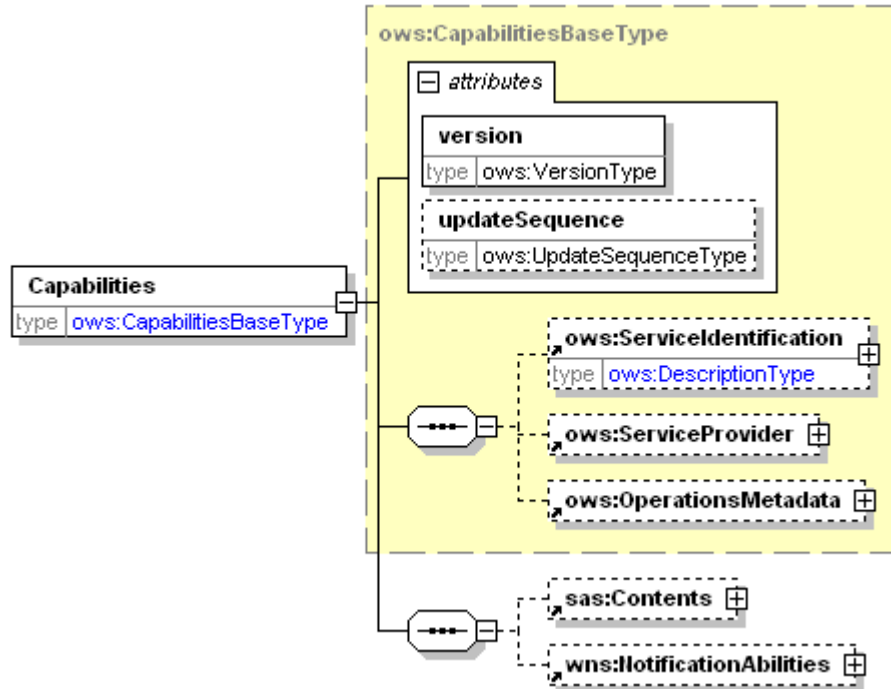 ows:CapabilitiesBaseType
attributes
version
type ows:VersionType
updateSequence
type ows:UpdateSequenceType
Capabilities
type ows:CapabilitiesBaseType
ows:ServiceIdentification
type ows:DescriptionType
ows:ServiceProvider
ows:OperationsMetadata
sas:Contents
wns:NotificationAbilities